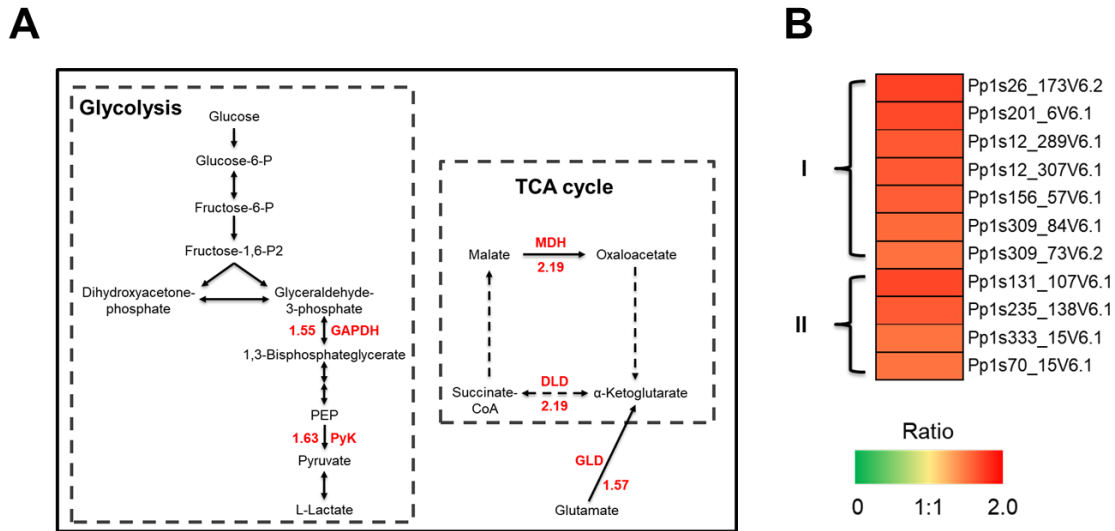 A
B
Glycolysis
Glucose
Glucose-6-P
Fructose-6-P
Fructose-1,6-P2
Dihydroxyacetone-
phosphate
Glyceraldehyde-
3-phosphate
1.55 GAPDH
1,3-Bisphosphateglycerate
PEP
1.63 PyK
Pyruvate
L-Lactate
TCA cycle
MDH
Malate
Oxaloacetate
2.19
DLD
Succinate-
CoA
α-Ketoglutarate
2.19
GLD
1.57
Glutamate
I
II
Pp1s26_173V6.2
Pp1s201_6V6.1
Pp1s12_289V6.1
Pp1s12_307V6.1
Pp1s156_57V6.1
Pp1s309_84V6.1
Pp1s309_73V6.2
Pp1s131_107V6.1
Pp1s235_138V6.1
Pp1s333_15V6.1
Pp1s70_15V6.1
Ratio
0 1:1 2.0